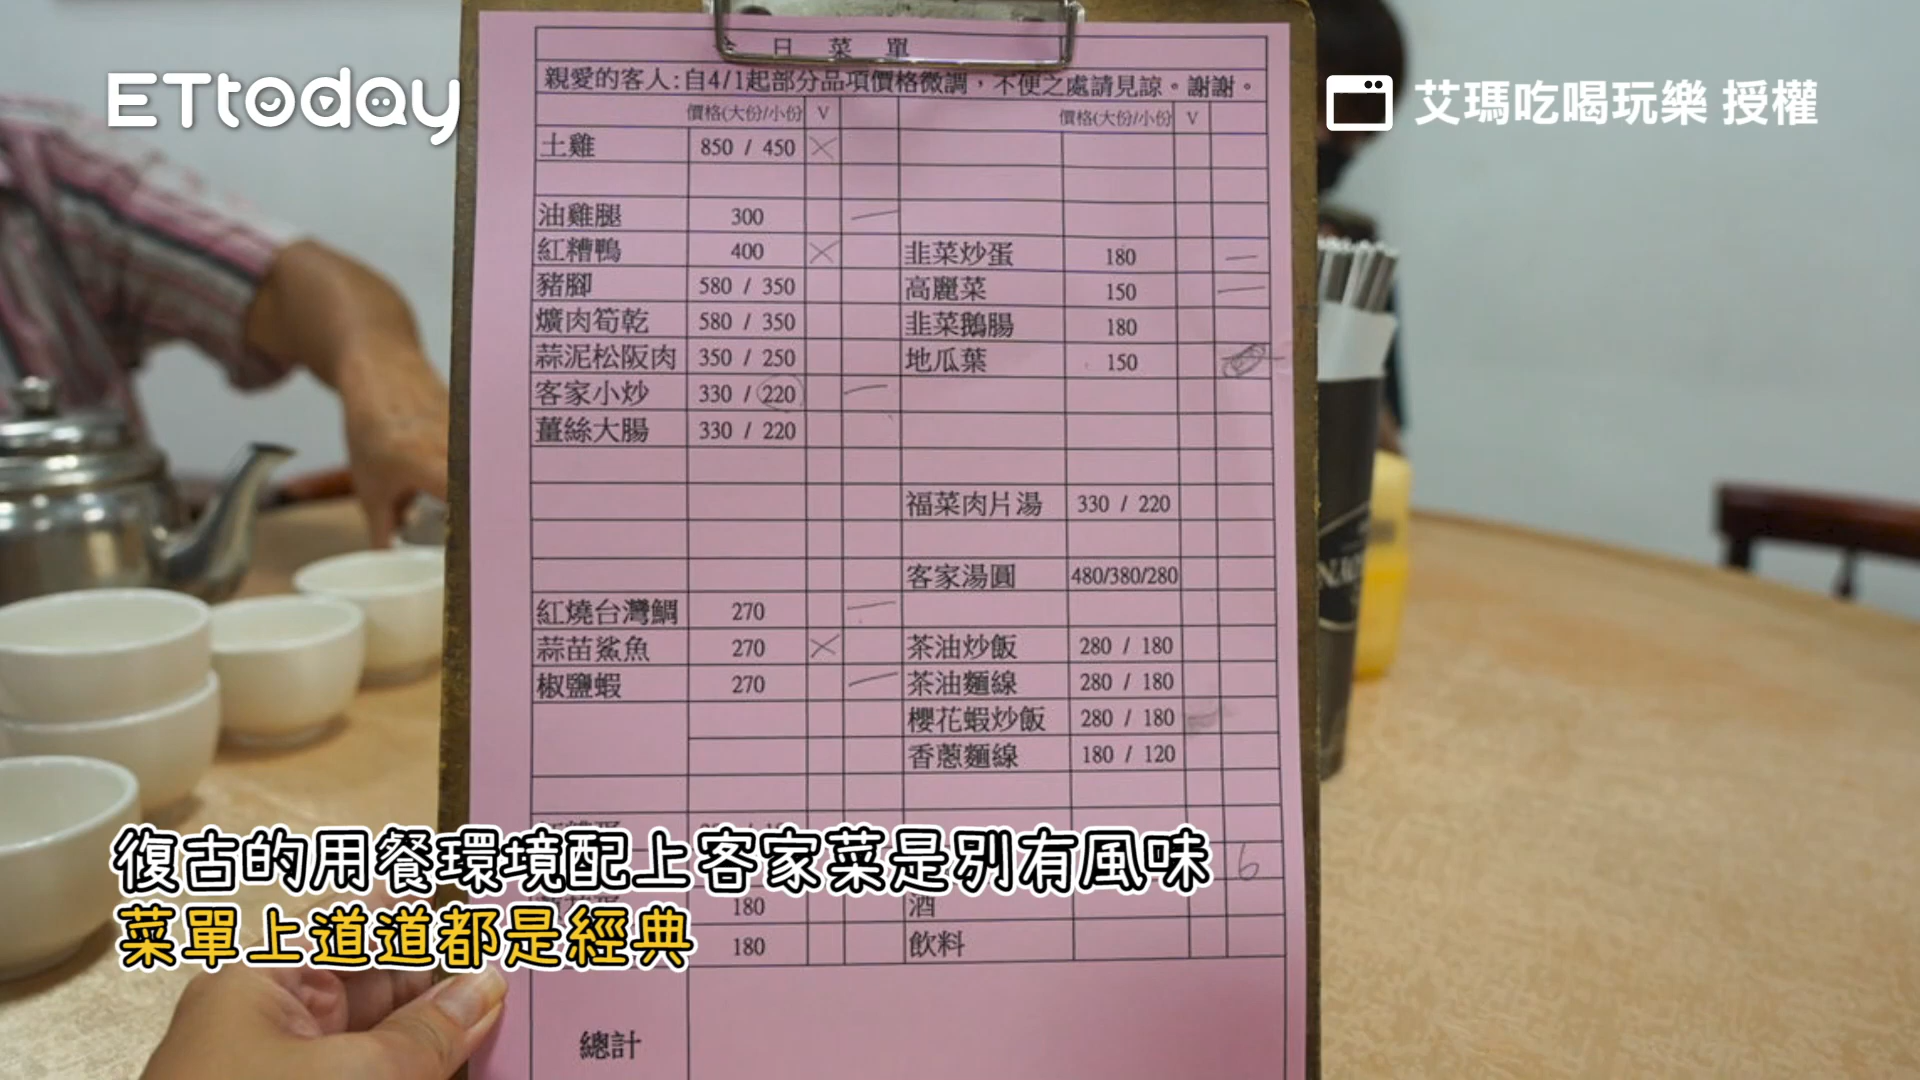 ETtoday
艾瑪吃喝玩樂 授權
日 菜 單
親愛的客人:自4/1起部分品項價格微調,不便之處請見諒。謝謝。
價格(大份/小份 V
價格(大份/小份 V
土雞 850 / 450
油雞腿 300
紅糟鴨 400
豬腳 580 / 350
爌肉筍乾 580 / 350
蒜泥松阪肉 350 / 250
客家小炒 330 / 220
薑絲大腸 330 / 220
紅燒台灣鯛 270
蒜苗鯊魚 270
椒鹽蝦 270
180
180
韭菜炒蛋 180
高麗菜 150
韭菜鵝腸 180
地瓜葉 150
福菜肉片湯 330 / 220
客家湯圓 480/380/280
茶油炒飯 280 / 180
茶油麵線 280 / 180
櫻花蝦炒飯 280 / 180
香蔥麵線 180 / 120
6
酒
飲料
總計
復古的用餐環境配上客家菜是別有風味
菜單上道道都是經典